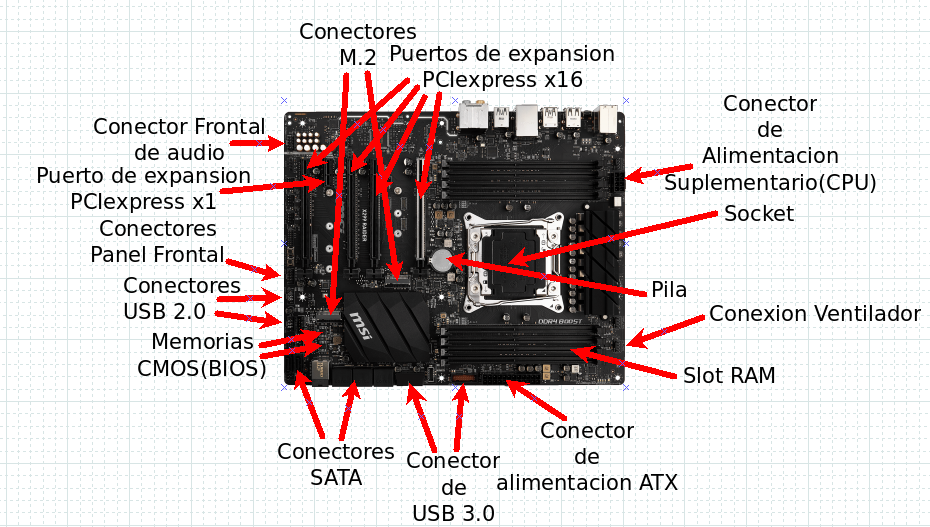 Conectores
M.2
Puertos de expansion
PCIexpress x16
Conector
de
Alimentacion
Suplementario(CPU)
Conector Frontal
de audio
Puerto de expansion
PCIexpress x1
Socket
Conectores
Panel Frontal
Conectores
USB 2.0
Pila
Conexion Ventilador
Memorias
CMOS(BIOS)
X299 RAIDER
msi
DDR4 BOOST
Slot RAM
Conectores
SATA
Conector
de
USB 3.0
Conector
de
alimentacion ATX